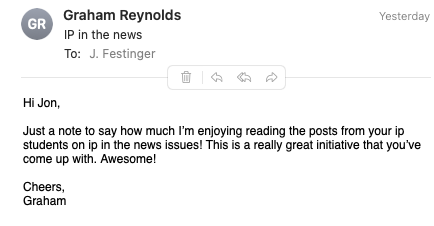 GR
Graham Reynolds
Yesterday
IP in the news
To: J. Festinger
Hi Jon,
Just a note to say how much I'm enjoying reading the posts from your ip
students on ip in the news issues! This is a really great initiative that you've
come up with. Awesome!
Cheers,
Graham